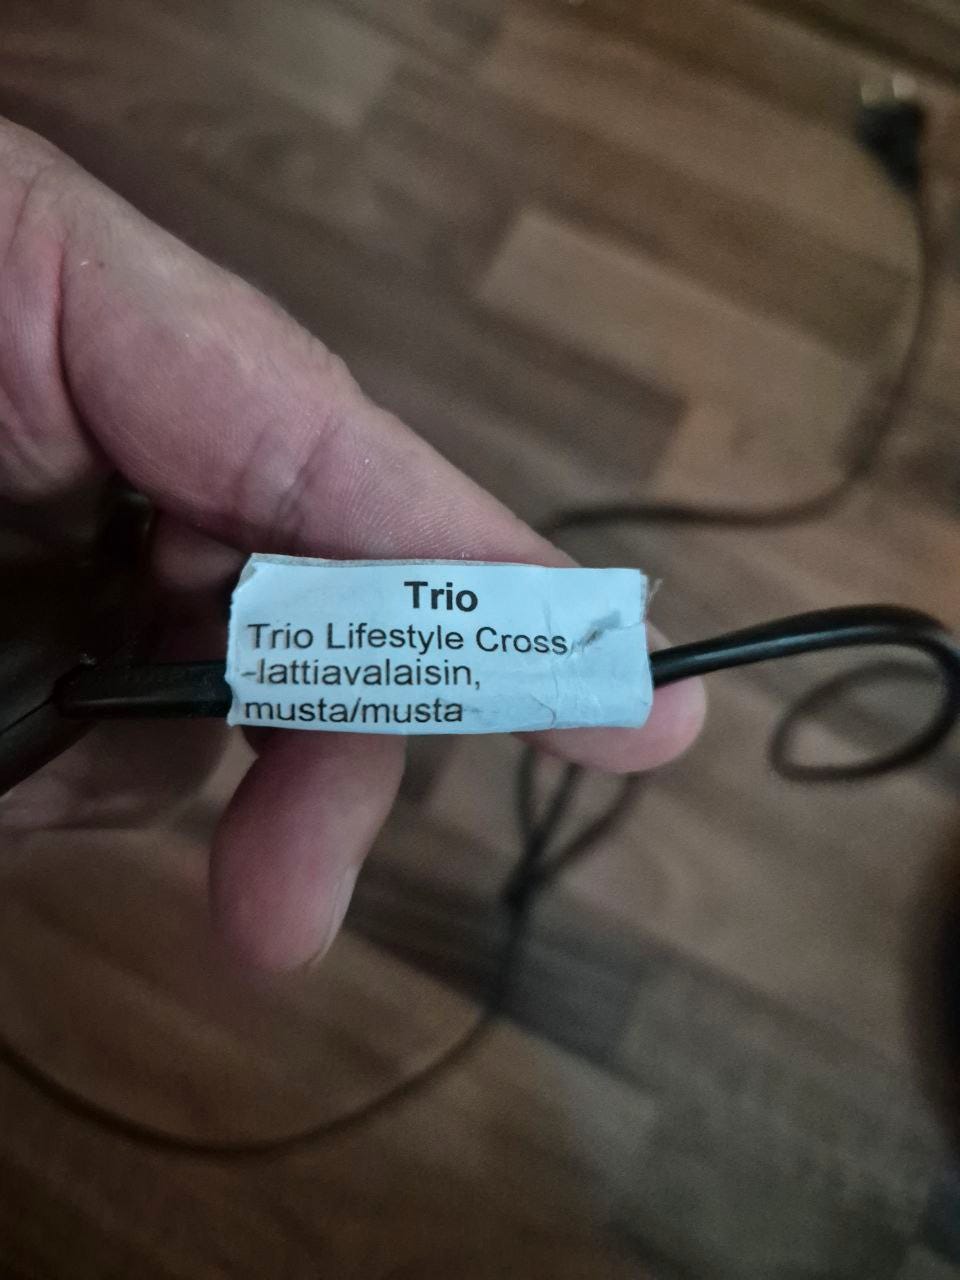 Trio
Trio Lifestyle Cross
-lattiavalaisin,
musta/musta